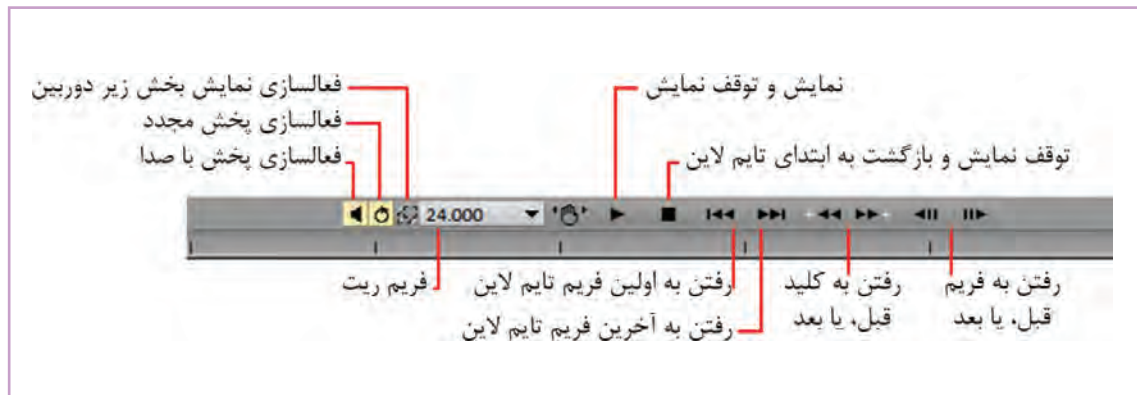 فعالسازی نمایش بخش زیر دوربین
نمایش و توقف نمایش
فعالسازی پخش مجدد
فعالسازی پخش با صدا
توقف نمایش و بازگشت به ابتدای تایم لاین
24.000
رفتن به فریم
قبل، یا بعد
رفتن به کلید
قبل، یا بعد
رفتن به اولین فریم تایم لاین
فریم ریت
رفتن به آخرین فریم تایم لاین